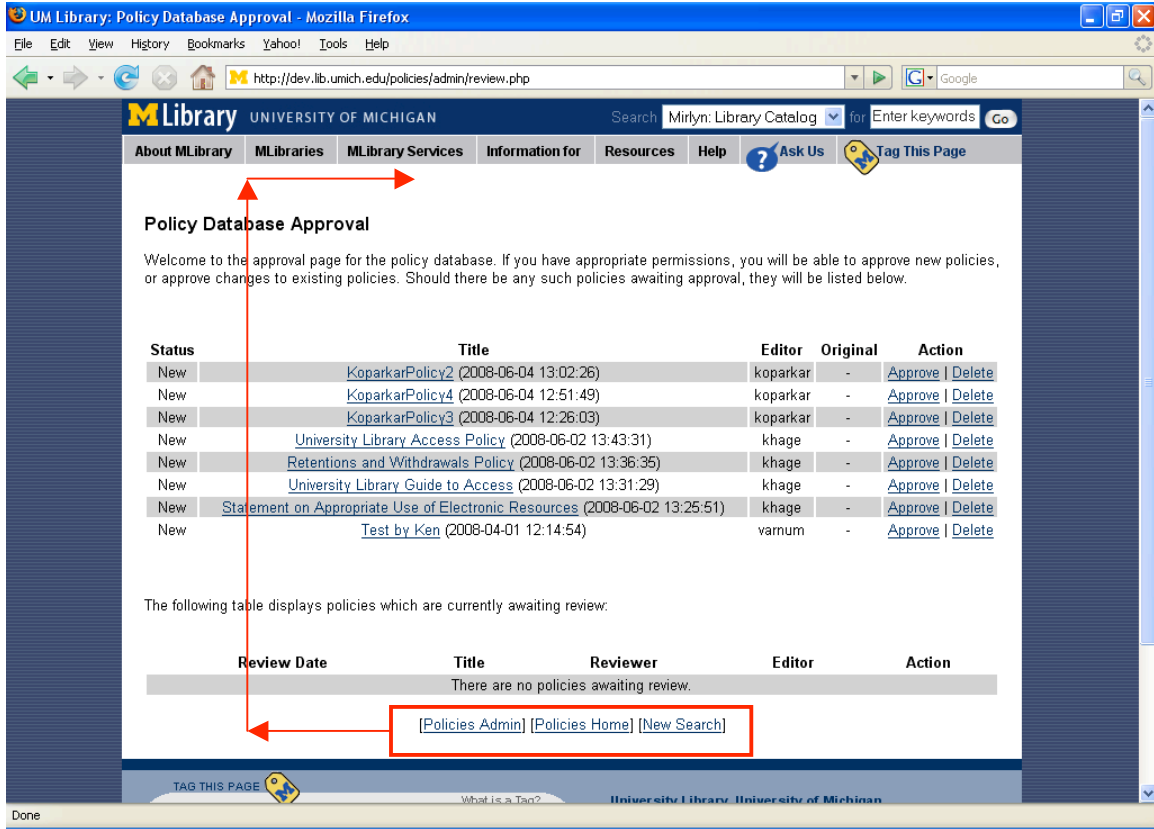 UM Library: Policy Database Approval - Mozilla Firefox
File Edit View History Bookmarks Yahoo! Tools Help
http://dev.lib.umich.edu/policies/admin/review.php
G Google
M Library UNIVERSITY OF MICHIGAN Search Mirlyn: Library Catalog for Enter keywords Go
About MLibrary MLibraries MLibrary Services Information for Resources Help ? Ask Us M Tag This Page
Policy Database Approval
Welcome to the approval page for the policy database. If you have appropriate permissions, you will be able to approve new policies,
or approve changes to existing policies. Should there be any such policies awaiting approval, they will be listed below.
Status Title Editor Original Action
New KoparkarPolicy2 (2008-06-04 13:02:26) koparkar - Approve | Delete
New KoparkarPolicy4 (2008-06-04 12:51:49) koparkar - Approve | Delete
New KoparkarPolicy3 (2008-06-04 12:26:03) koparkar - Approve | Delete
New University Library Access Policy (2008-06-02 13:43:31) khage - Approve | Delete
New Retentions and Withdrawals Policy (2008-06-02 13:36:35) khage - Approve | Delete
New University Library Guide to Access (2008-06-02 13:31:29) khage - Approve | Delete
New Statement on Appropriate Use of Electronic Resources (2008-06-02 13:25:51) khage - Approve | Delete
New Test by Ken (2008-04-01 12:14:54) varnum - Approve | Delete
The following table displays policies which are currently awaiting review:
Review Date Title Reviewer Editor Action
There are no policies awaiting review.
[Policies Admin] [Policies Home] [New Search]
TAG THIS PAGE M
What is a Tag? University Library, University of Michigan
Done